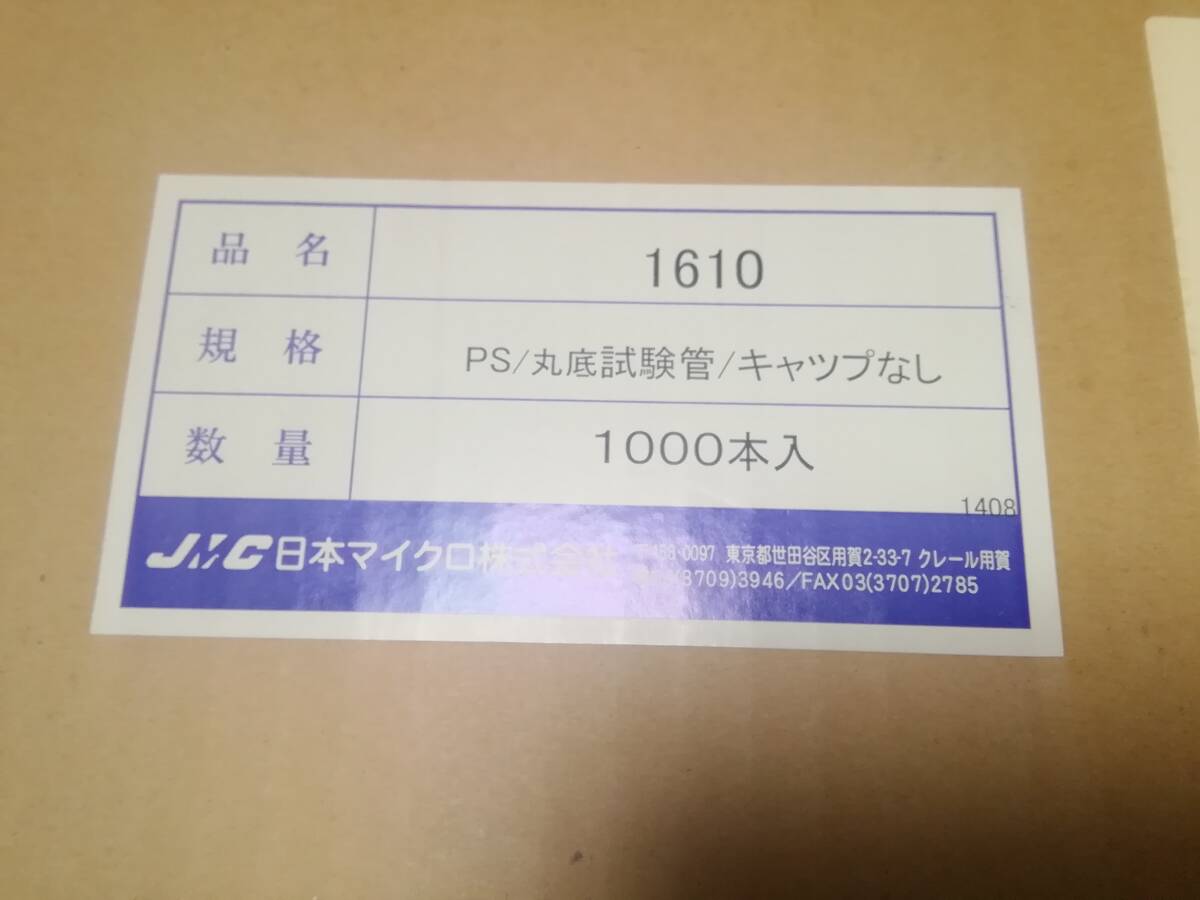 品名 1610
規格 PS/丸底試験管/キャツプなし
数量 1000本入
1408
JMC日本マイクロ株式会社 〒158-0097 東京都世田谷区用賀2-33-7 クレール用賀
(3709)3946/FAX03(3707)2785